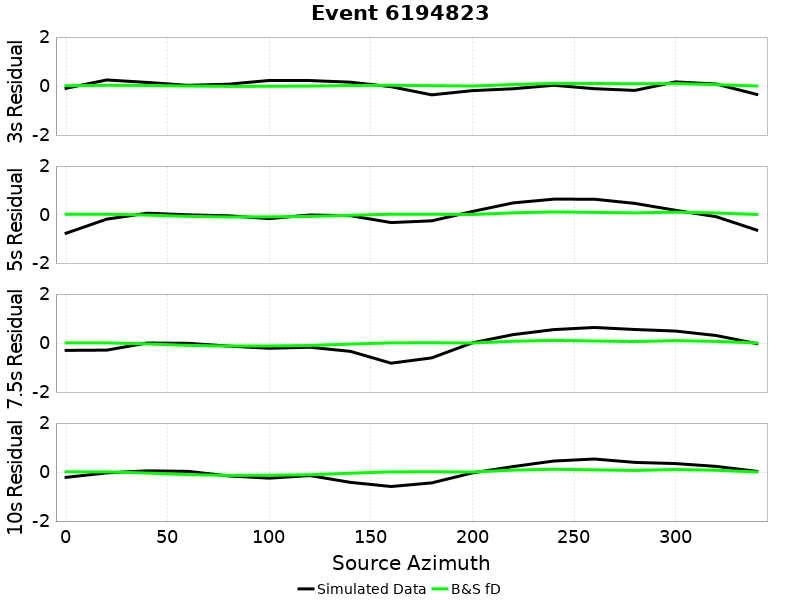 Event 6194823
2
0
-2
3s Residual
2
0
-2
5s Residual
2
0
-2
7.5s Residual
2
0
-2
10s Residual
0 50 100 150 200 250 300
Source Azimuth
Simulated Data B&S fD